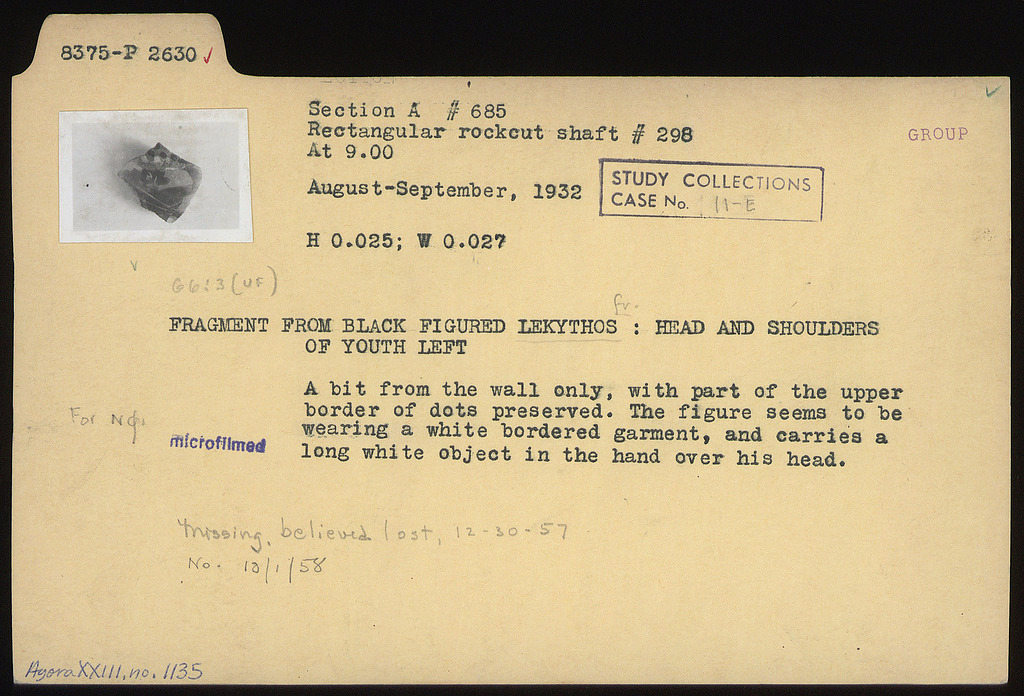 8375-P 2630 ✓
Section A # 685
Rectangular rockcut shaft # 298
At 9.00
GROUP
August-September, 1932
STUDY COLLECTIONS
CASE No. 11-E
H 0.025; W 0.027
G6:3 (UF)
fr.
FRAGMENT FROM BLACK FIGURED LEKYTHOS : HEAD AND SHOULDERS
OF YOUTH LEFT
A bit from the wall only, with part of the upper
border of dots preserved. The figure seems to be
wearing a white bordered garment, and carries a
long white object in the hand over his head.
For
microfilmed
Missing, believed lost, 12-30-57
No. 10/1/58
Agora XXIII, no. 1135